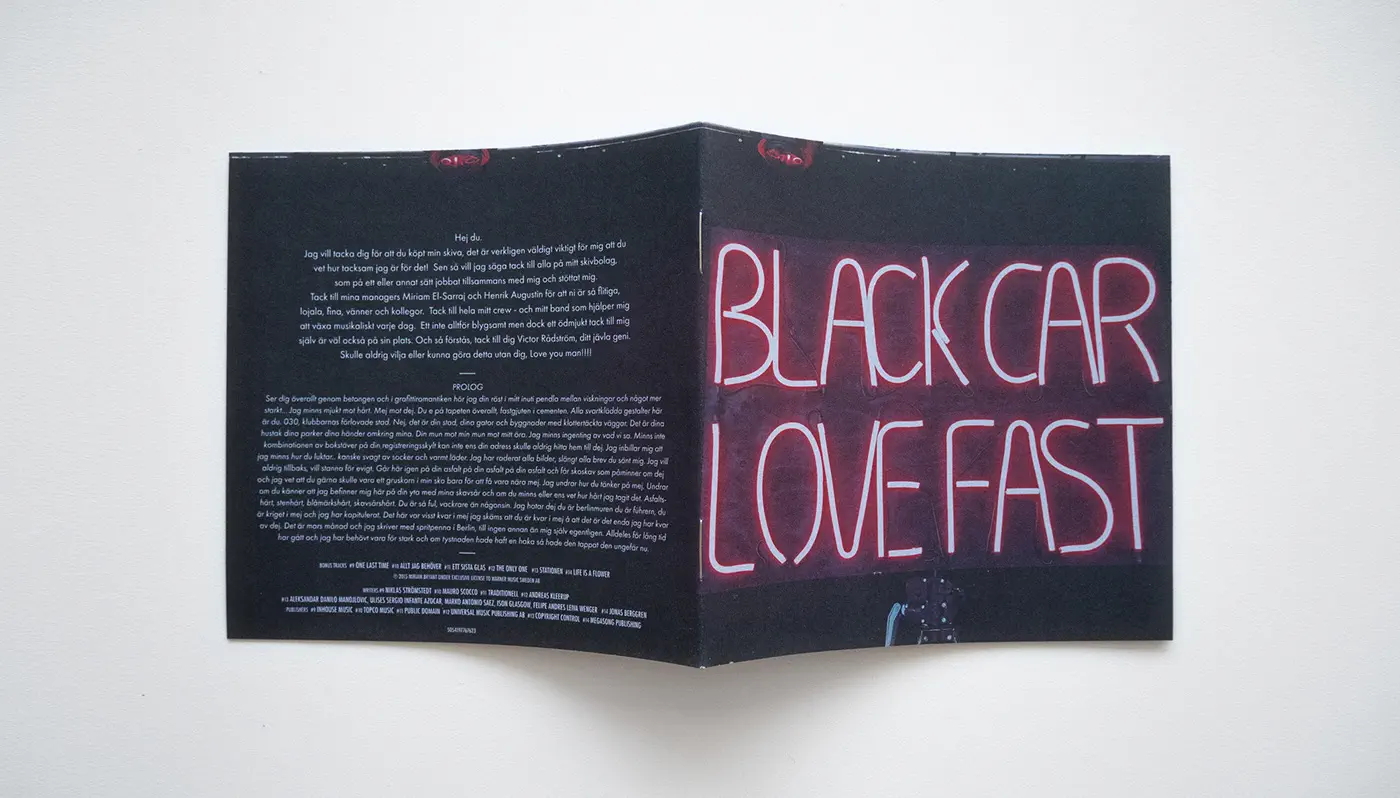 Hej du.
Jag vill tacka dig för att du köpt min skiva, det är verkligen väldigt viktigt för mig att du
vet hur tacksam jag är för det! Sen så vill jag säga tack till alla på mitt skivbolag,
som på ett eller annat sätt jobbat tillsammans med mig och stöttat mig.
Tack till mina managers Miriam El-Sarraj och Henrik Augustin för att ni är så flitiga,
lojala, fina, vänner och kollegor. Tack till hela mitt crew - och mitt band som hjälper mig
att växa musikaliskt varje dag. Ett inte alltför blygsamt men dock ett ödmjukt tack till mig
själv är väl också på sin plats. Och så förstås, tack till dig Victor Rådström, ditt jävla geni.
Skulle aldrig vilja eller kunna göra detta utan dig, Love you man!!!!
PROLOG
Ser dig överallt genom betongen och i grafittiromantiken här jag din röst i mitt inuti pendla mellan viskningar och något mer
starkt... Jag minns mjukt mot hårt. Mej mot dej. Du e på tapeten överallt, fastgjuten i cementen. Alla svartklädda gestalter här
är du. 030, klubbarnas förlovade stad. Nej, det är din stad, dina gator och byggnader med klottertäckta väggar. Det är dina
hustak dina parker dina händer omkring mina. Din mun mot min mun mot mitt öra. Jag minns ingenting av vad vi sa. Minns inte
kombinationen av bokstäver på din registreringsskylt kan inte ens din adress skulle aldrig hitta hem till dej. Jag inbillar mig att
jag minns hur du luktar.. kanske svagt av socker och varmt läder. Jag har raderat alla bilder, slängt alla brev du sänt mig. Jag vill
aldrig tillbaks, vill stanna för evigt. Går här igen på din asfalt på din asfalt på din asfalt och får skoskav som påminner om dej
och jag vet att du gärna skulle vara ett gruskorn i min sko bara för att få vara nära mej. Jag undrar hur du tänker på mej. Undrar
om du känner att jag befinner mig här på din yta med mina skavsår och om du minns eller ens vet hur hårt jag tagit det. Asfalts-
hårt, stenhårt, blåmärkshårt, skavsårshårt. Du är så ful, vackrare än någonsin. Jag hatar dej du är berlinmuren du är führern, du
är kriget i mej och jag har kapitulerat. Det här var visst kvar i mej jag skäms att du är kvar i mej å att det är det enda jag har kvar
av dej. Det är mars månad och jag skriver med spritpenna i Berlin, till ingen annan än mig själv egentligen. Alldeles för lång tid
har gått och jag har behövt vara för stark och om tystnaden hade haft en haka så hade den tappat den ungefär nu.
BONUS TRACKS #9 ONE LAST TIME #10 ALLT JAG BEHÖVER #11 ETT SISTA GLAS #12 THE ONLY ONE #13 STATIONEN #14 LIFE IS A FLOWER
℗ 2015 MIRIAM BRYANT UNDER EXCLUSIVE LICENSE TO WARNER MUSIC SWEDEN AB
WRITERS #9 NIKLAS STRÖMSTEDT #10 MAURO SCOCCO #11 TRADITIONELL #12 ANDREAS KLEERUP
#13 ALEKSANDAR DANILO MANOJLOVIC, ULISES SERGIO INFANTE AZOCAR, MARKO ANTONIO SAEZ, ISON GLASGOW, FELIPE ANDRES LEIVA WENGER #14 JONAS BERGGREN
PUBLISHERS #9 INHOUSE MUSIC #10 TOPCO MUSIC #11 PUBLIC DOMAIN #12 UNIVERSAL MUSIC PUBLISHING AB #13 COPYRIGHT CONTROL #14 MEGASONG PUBLISHING
BLACK CAR
LOVE FAST